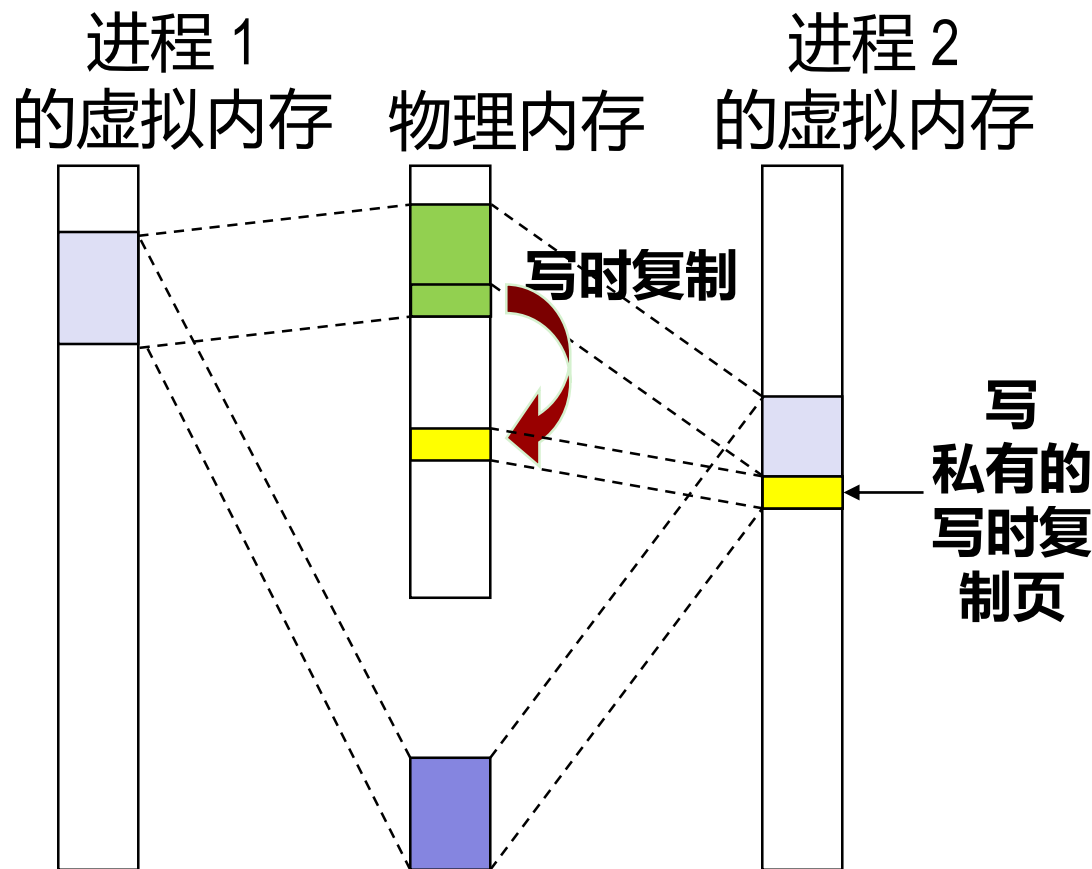 进程 1
的虚拟内存
物理内存
进程 2
的虚拟内存
写时复制
写
私有的
写时复
制页